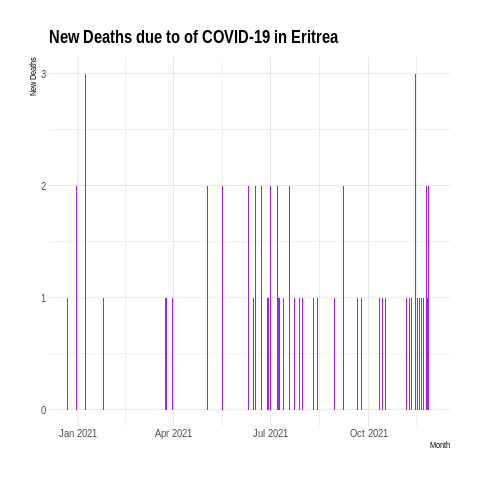 New Deaths due to of COVID-19 in Eritrea
New Deaths
3
2
1
0
Jan 2021 Apr 2021 Jul 2021 Oct 2021
Month